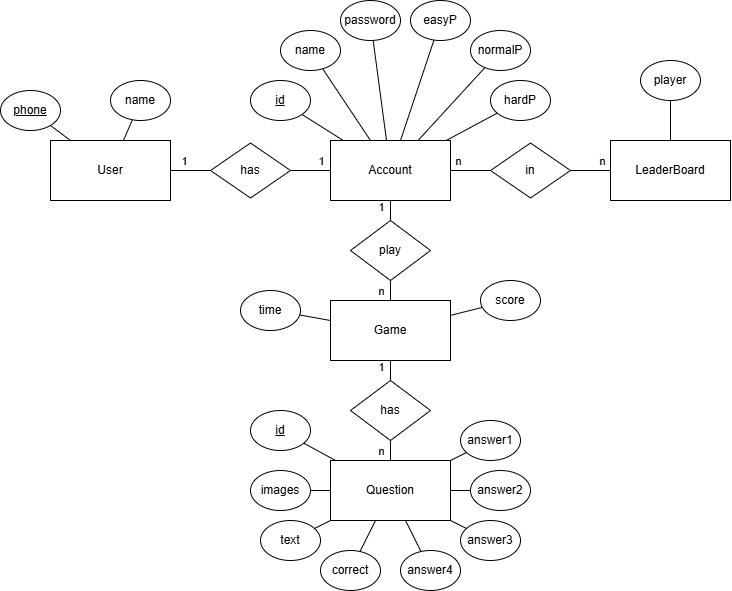 password
easyP
name
normalP
player
phone
name
id
hardP
User
1
has
1
Account
n
in
n
LeaderBoard
1
play
n
time
score
Game
1
has
n
id
answer1
images
Question
answer2
text
answer3
correct
answer4